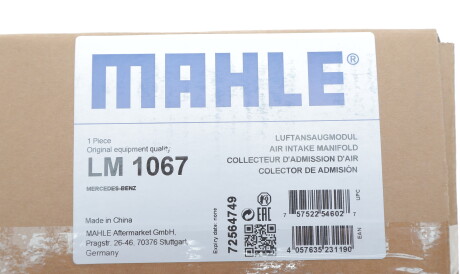 MAHLE®
1 Piece
Original equipment quality
LM 1067
MERCEDES-BENZ
LUFTANSAUGMODUL
AIR INTAKE MANIFOLD
COLLECTEUR D'ADMISSION D'AIR
COLECTOR DE ADMISIÓN
Made in China
MAHLE Aftermarket GmbH,
Pragstr. 26-46, 70376 Stuttgart,
Germany
Expiry date: none
72564749
EAC
UPC
7 57522 54602 7
EAN
4 057635 231190